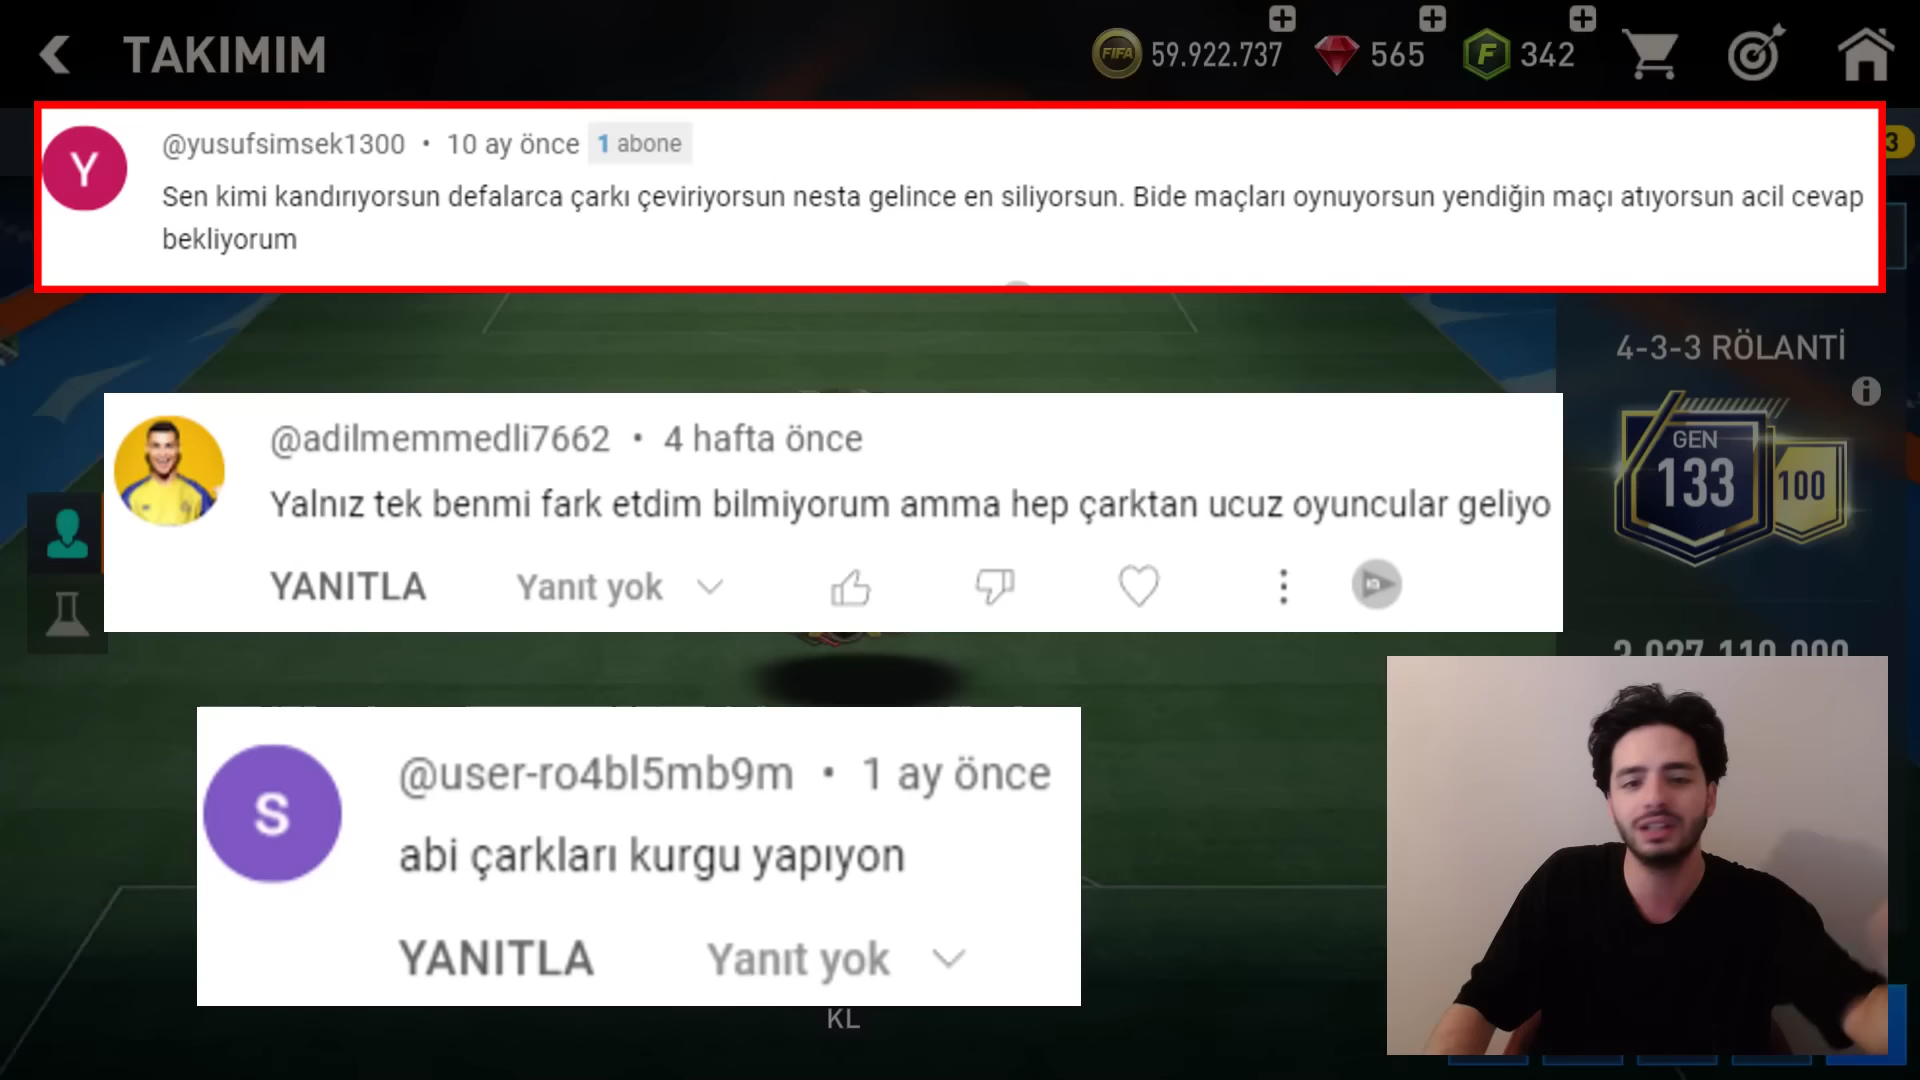 TAKIMIM
FIFA 59.922.737 565 F 342
3
@yusufsimsek1300 • 10 ay önce 1 abone
Sen kimi kandırıyorsun defalarca çarkı çeviriyorsun nesta gelince en siliyorsun. Bide maçları oynuyorsun yendiğin maçı atıyorsun acil cevap
bekliyorum
4-3-3 RÖLANTİ
GEN
133
100
@adilmemmedli7662 • 4 hafta önce
Yalnız tek benmi fark etdim bilmiyorum amma hep çarktan ucuz oyuncular geliyo
YANITLA Yanıt yok
@user-ro4bl5mb9m • 1 ay önce
S
abi çarkları kurgu yapıyon
YANITLA Yanıt yok
KL
Y